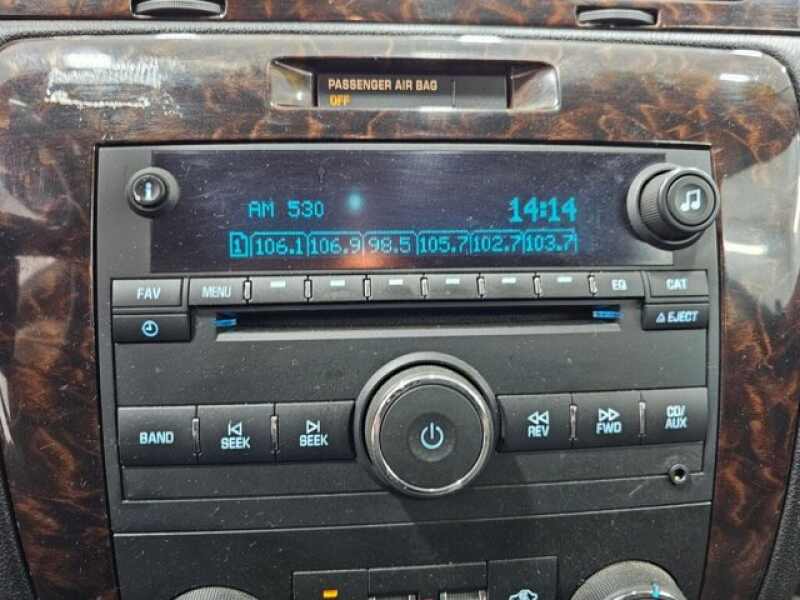 PASSENGER AIR BAG
OFF
AM 530 14:14
1 106.1 106.9 98.5 105.7 102.7 103.7
FAV MENU EQ CAT
EJECT
BAND SEEK SEEK REV FWD CD/
AUX